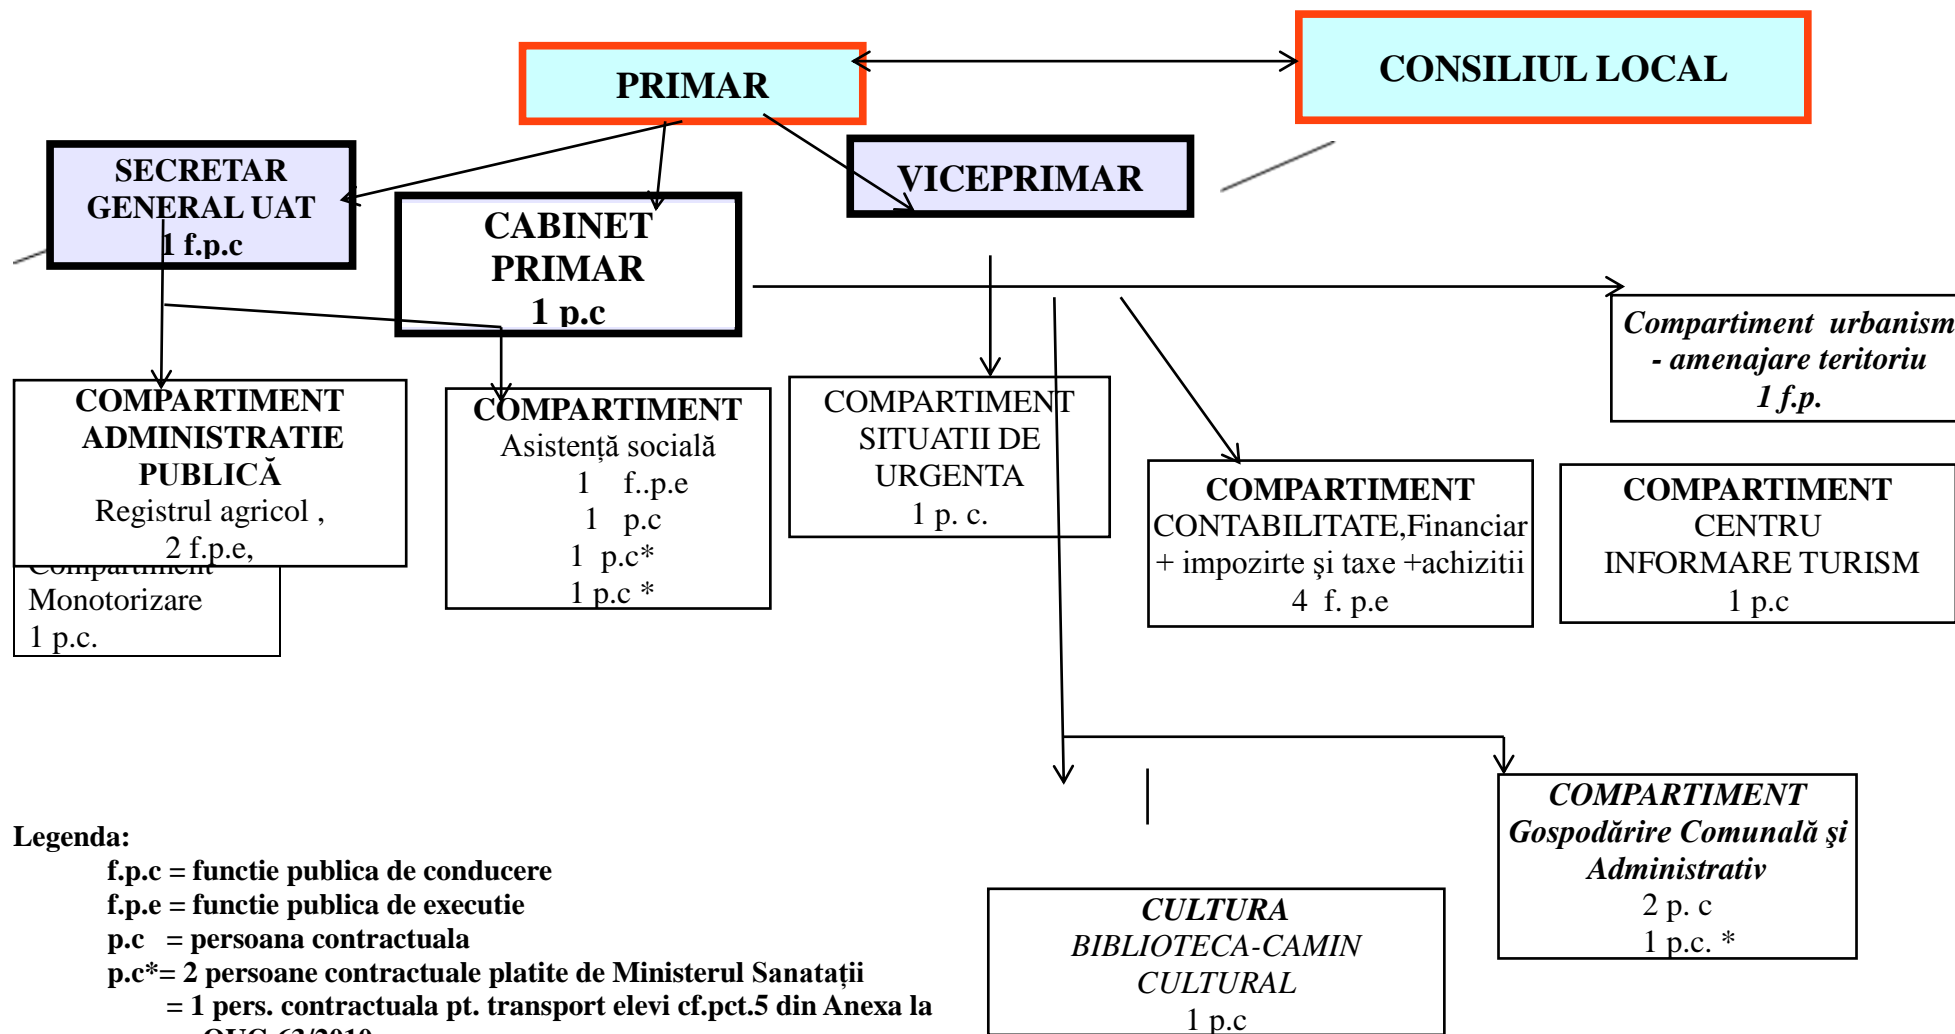 PRIMAR
CONSILIUL LOCAL
SECRETAR
GENERAL UAT
1 f.p.c
CABINET
PRIMAR
1 p.c
VICEPRIMAR
Compartiment urbanism
- amenajare teritoriu
1 f.p.
COMPARTIMENT
ADMINISTRATIE
PUBLICĂ
Registrul agricol ,
2 f.p.e,
Compartiment
Monotorizare
1 p.c.
COMPARTIMENT
Asistență socială
1 f..p.e
1 p.c
1 p.c*
1 p.c *
COMPARTIMENT
SITUATII DE
URGENTA
1 p. c.
COMPARTIMENT
CONTABILITATE,Financiar
+ impozirte şi taxe +achizitii
4 f. p.e
COMPARTIMENT
CENTRU
INFORMARE TURISM
1 p.c
COMPARTIMENT
Gospodărire Comunală şi
Administrativ
2 p. c
1 p.c. *
CULTURA
BIBLIOTECA-CAMIN
CULTURAL
1 p.c
Legenda:
f.p.c = functie publica de conducere
f.p.e = functie publica de executie
p.c = persoana contractuala
p.c*= 2 persoane contractuale platite de Ministerul Sanatații
= 1 pers. contractuala pt. transport elevi cf.pct.5 din Anexa la
OUG 63/2010